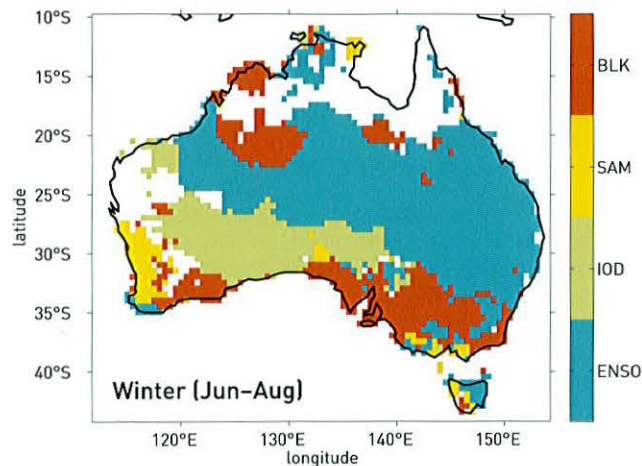 10°S
15°S
20°S
25°S
30°S
35°S
40°S
latitude
Winter (Jun–Aug)
120°E 130°E 140°E 150°E
longitude
BLK
SAM
IOD
ENSO